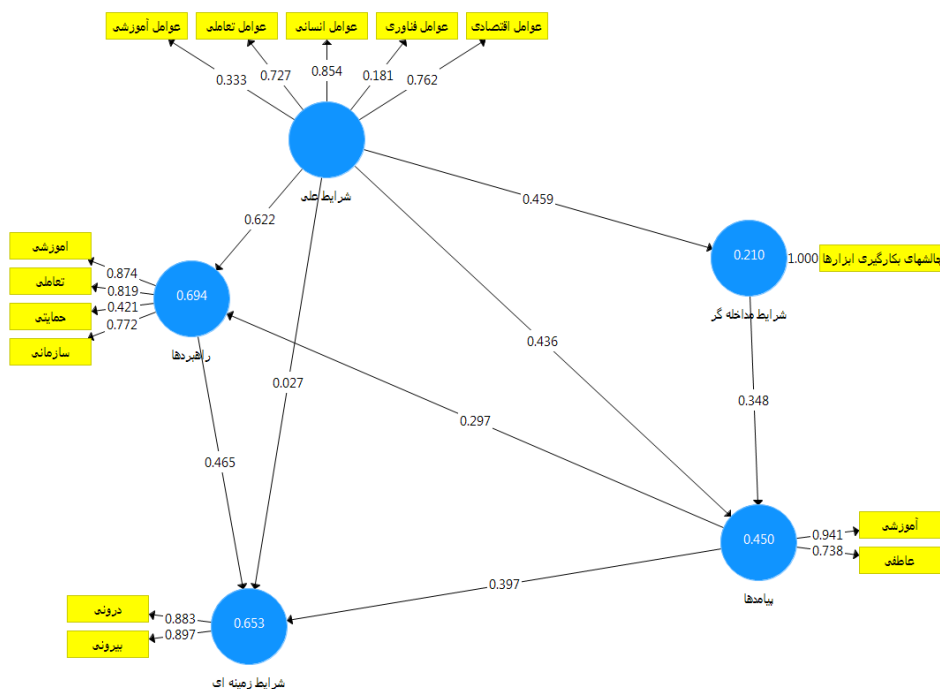 عوامل اقتصادی
عوامل فناوری
عوامل انسانی
عوامل تعاملی
عوامل آموزشی
0.333
0.727
0.854
0.181
0.762
شرایط علی
0.459
0.622
0.210
1.000
چالشهای بکارگیری ابزارها
شرایط مداخله گر
اموزشی
تعاملی
حمایتی
سازمانی
0.874
0.819
0.421
0.772
0.694
راهبردها
0.436
0.027
0.348
0.297
0.465
0.450
0.941
0.738
آموزشی
عاطفی
پیامدها
0.397
درونی
بیرونی
0.883
0.897
0.653
شرایط زمینه ای